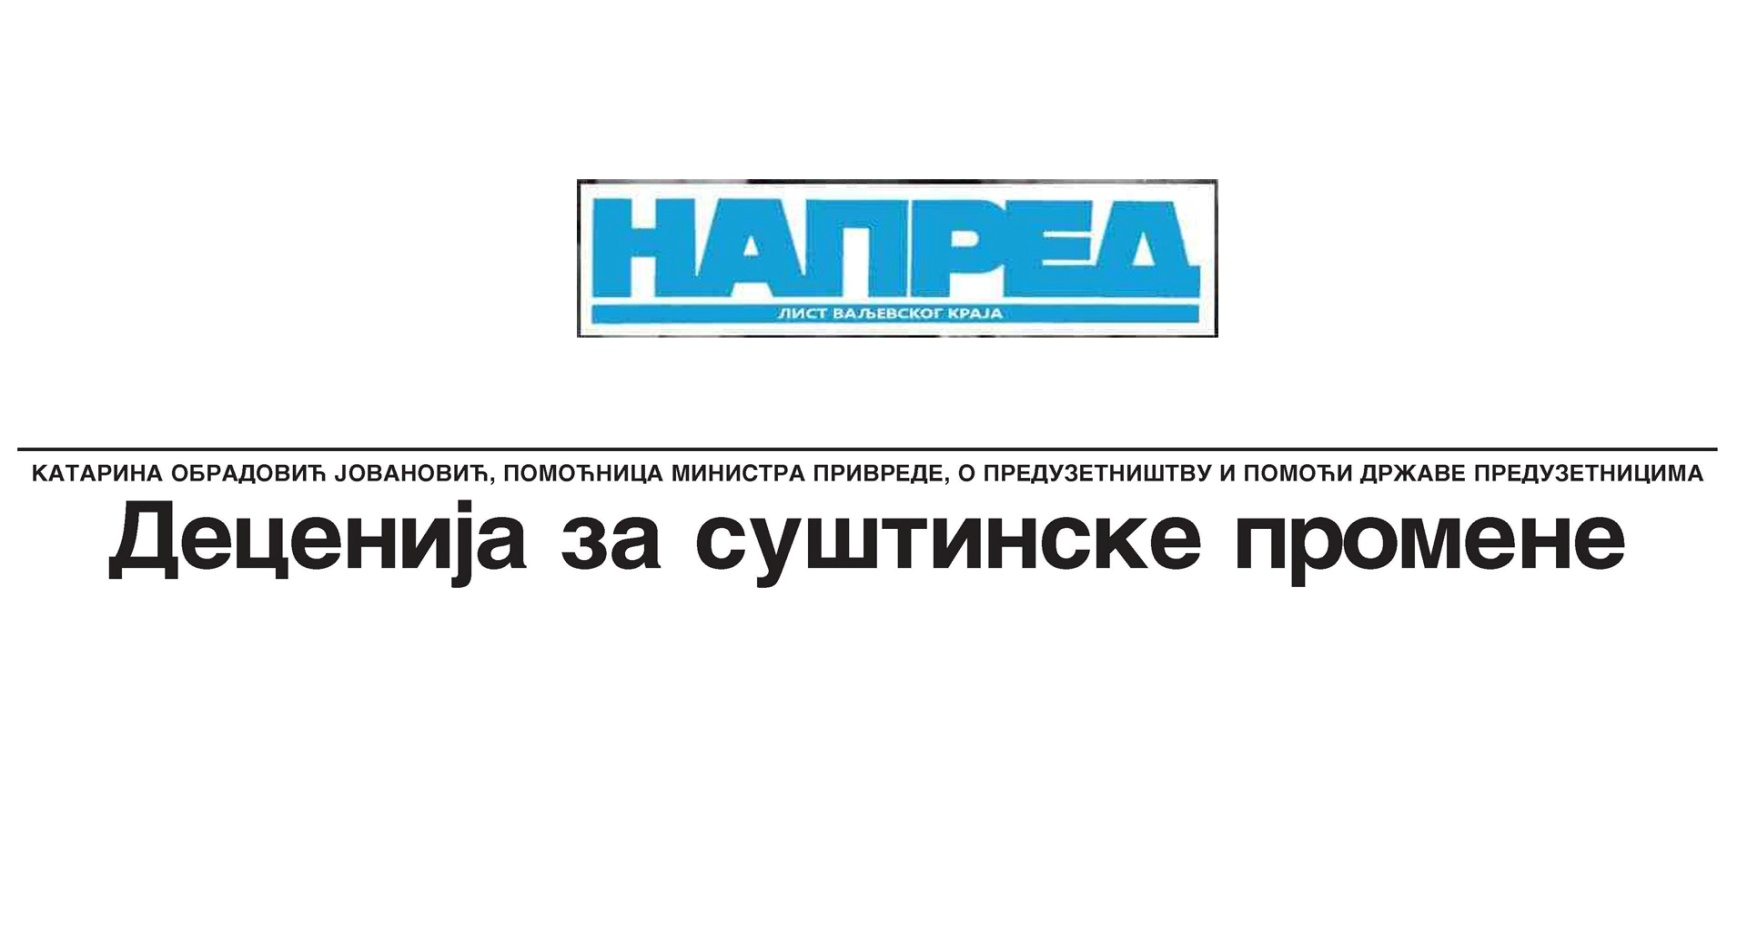 НАПРЕД
ЛИСТ ВАЉЕВСКОГ КРАЈА
КАТАРИНА ОБРАДОВИЋ ЈОВАНОВИЋ, ПОМОЋНИЦА МИНИСТРА ПРИВРЕДЕ, О ПРЕДУЗЕТНИШТВУ И ПОМОЋИ ДРЖАВЕ ПРЕДУЗЕТНИЦИМА
Деценија за суштинске промене